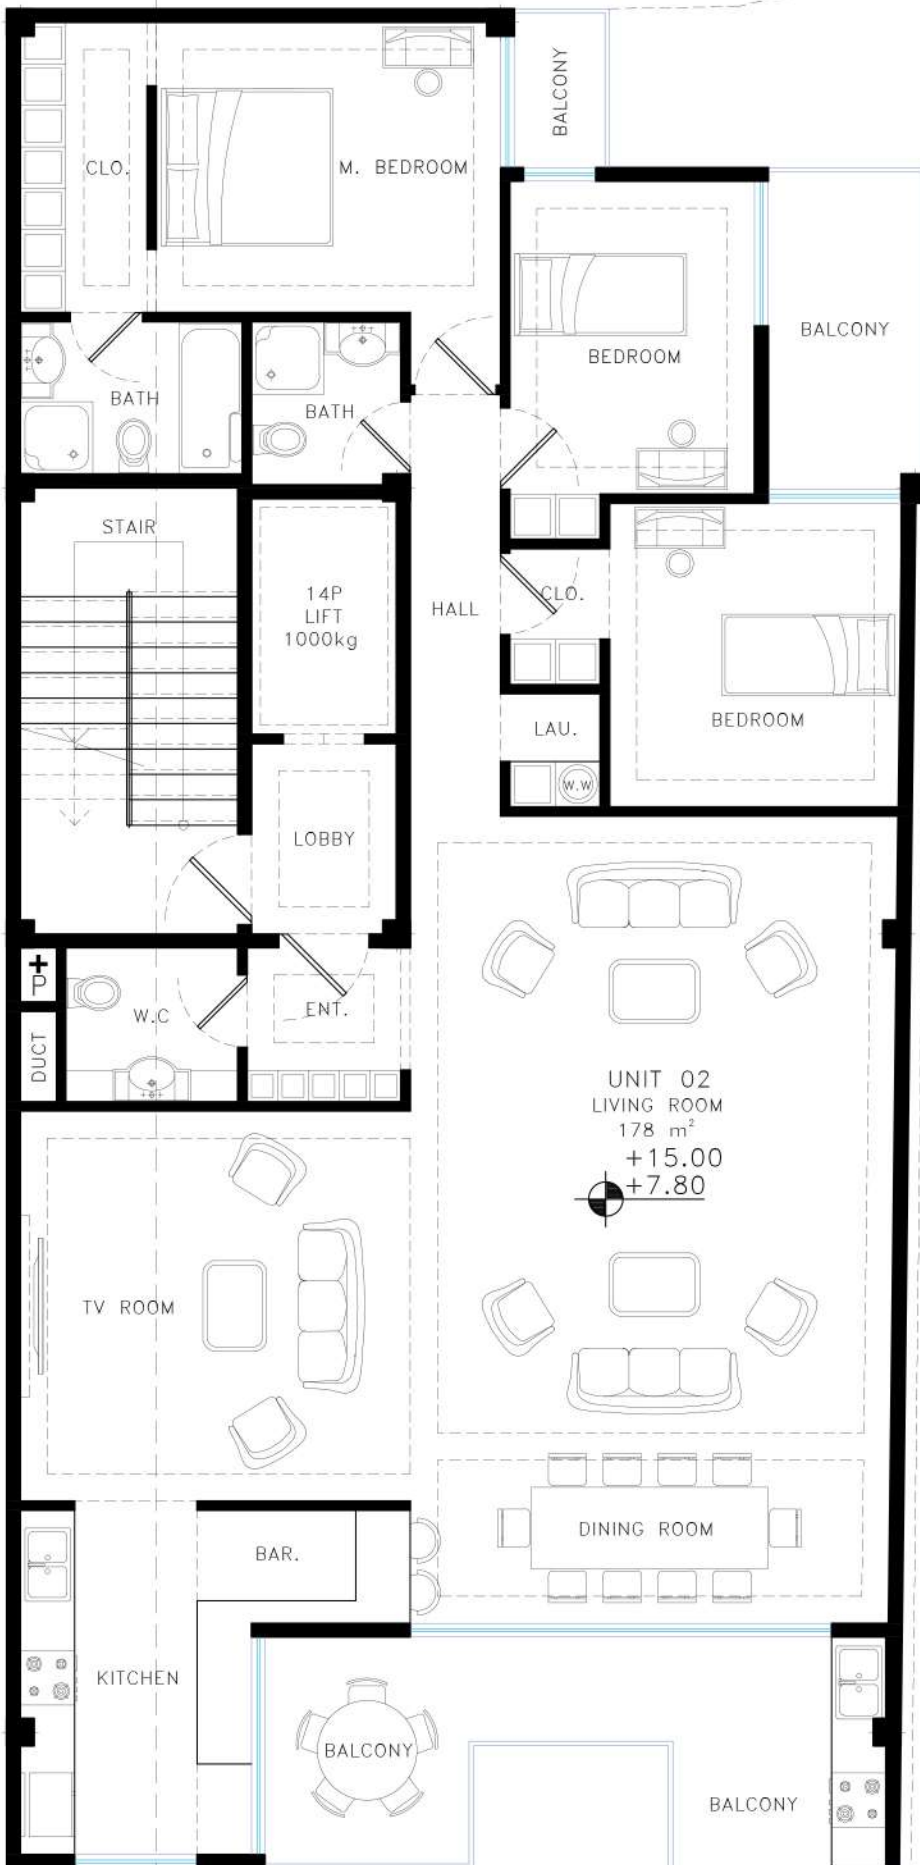 BALCONY
CLO.
M. BEDROOM
BALCONY
BEDROOM
BATH
BATH
STAIR
14P
LIFT
1000kg
HALL
CLO.
BEDROOM
LAU.
W.W
LOBBY
+
P
W.C
ENT.
DUCT
UNIT 02
LIVING ROOM
178 m²
+15.00
+7.80
TV ROOM
DINING ROOM
BAR.
KITCHEN
BALCONY
BALCONY